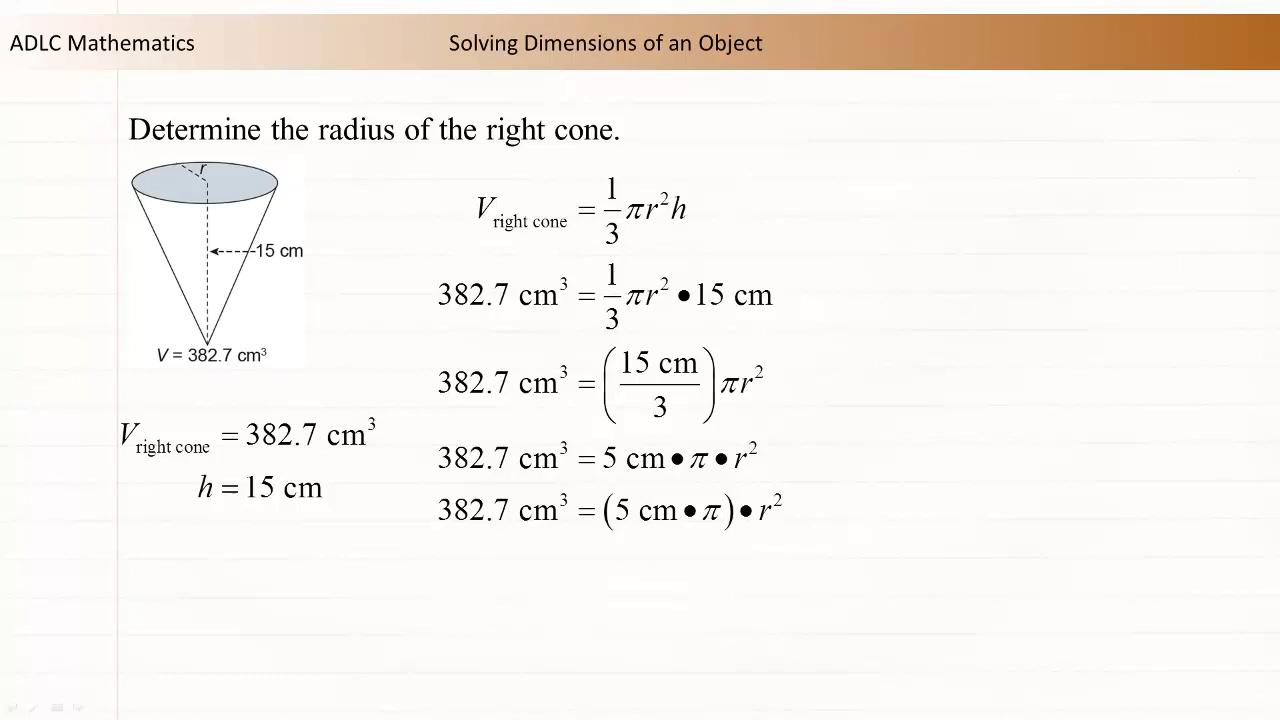 ADLC Mathematics
Solving Dimensions of an Object
Determine the radius of the right cone.
r
15 cm
V = 382.7 cm³
V right cone = 382.7 cm³
h = 15 cm
V right cone = 1/3 πr²h
382.7 cm³ = 1/3 πr² • 15 cm
382.7 cm³ = (15 cm/3) πr²
382.7 cm³ = 5 cm • π • r²
382.7 cm³ = (5 cm • π) • r²